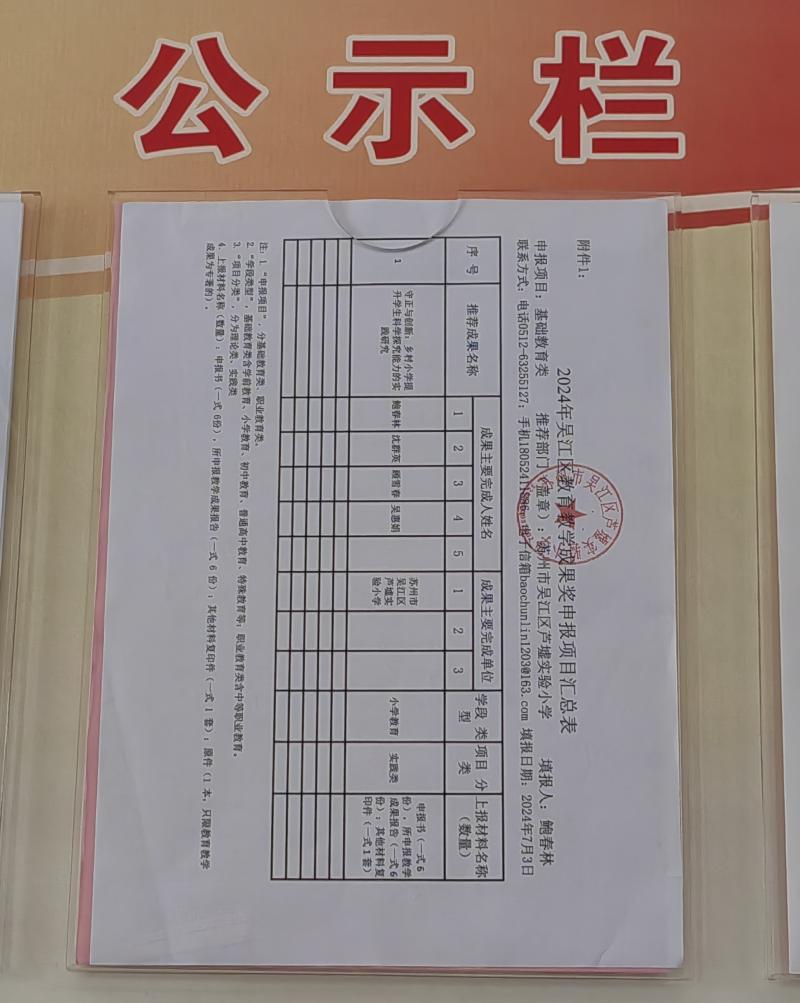 公示栏
附件1:
2024年吴江区教育教学成果奖申报项目汇总表
申报项目:基础教育类 推荐部门(盖章):苏州市吴江区芦墟实验小学 填报人:鲍春林
联系方式:电话0512-63255127;手机 电子信箱baochunlin1203@163.com 填报日期:2024年7月3日
序号 推荐成果名称 成果主要完成人姓名 成果主要完成单位 学段类型 项目分类 上报材料名称(数量)
1 2 3 4 5 1 2 3
1
守正与创新:乡村小学提
升学生科学探究能力的实
践研究
鲍春林 沈群英 顾雪春 吴惠娟
苏州市
吴江区
芦墟实
验小学
小学教育
实践类
申报书(一式6
份),所申报教学
成果报告(一式6
份);其他材料复
印件(一式1套)
注:1.“申报项目”,分基础教育类、职业教育类。
2.“学段类型”,基础教育类含学前教育、小学教育、初中教育、普通高中教育、特殊教育等;职业教育类含中等职业教育。
3.“项目分类”,分为理论类、实践类
4.上报材料名称(数量):申报书(一式6份),所申报教学成果报告(一式6份);其他材料复印件(一式1套);原件(1本,只限教育教学
成果为专著的)。